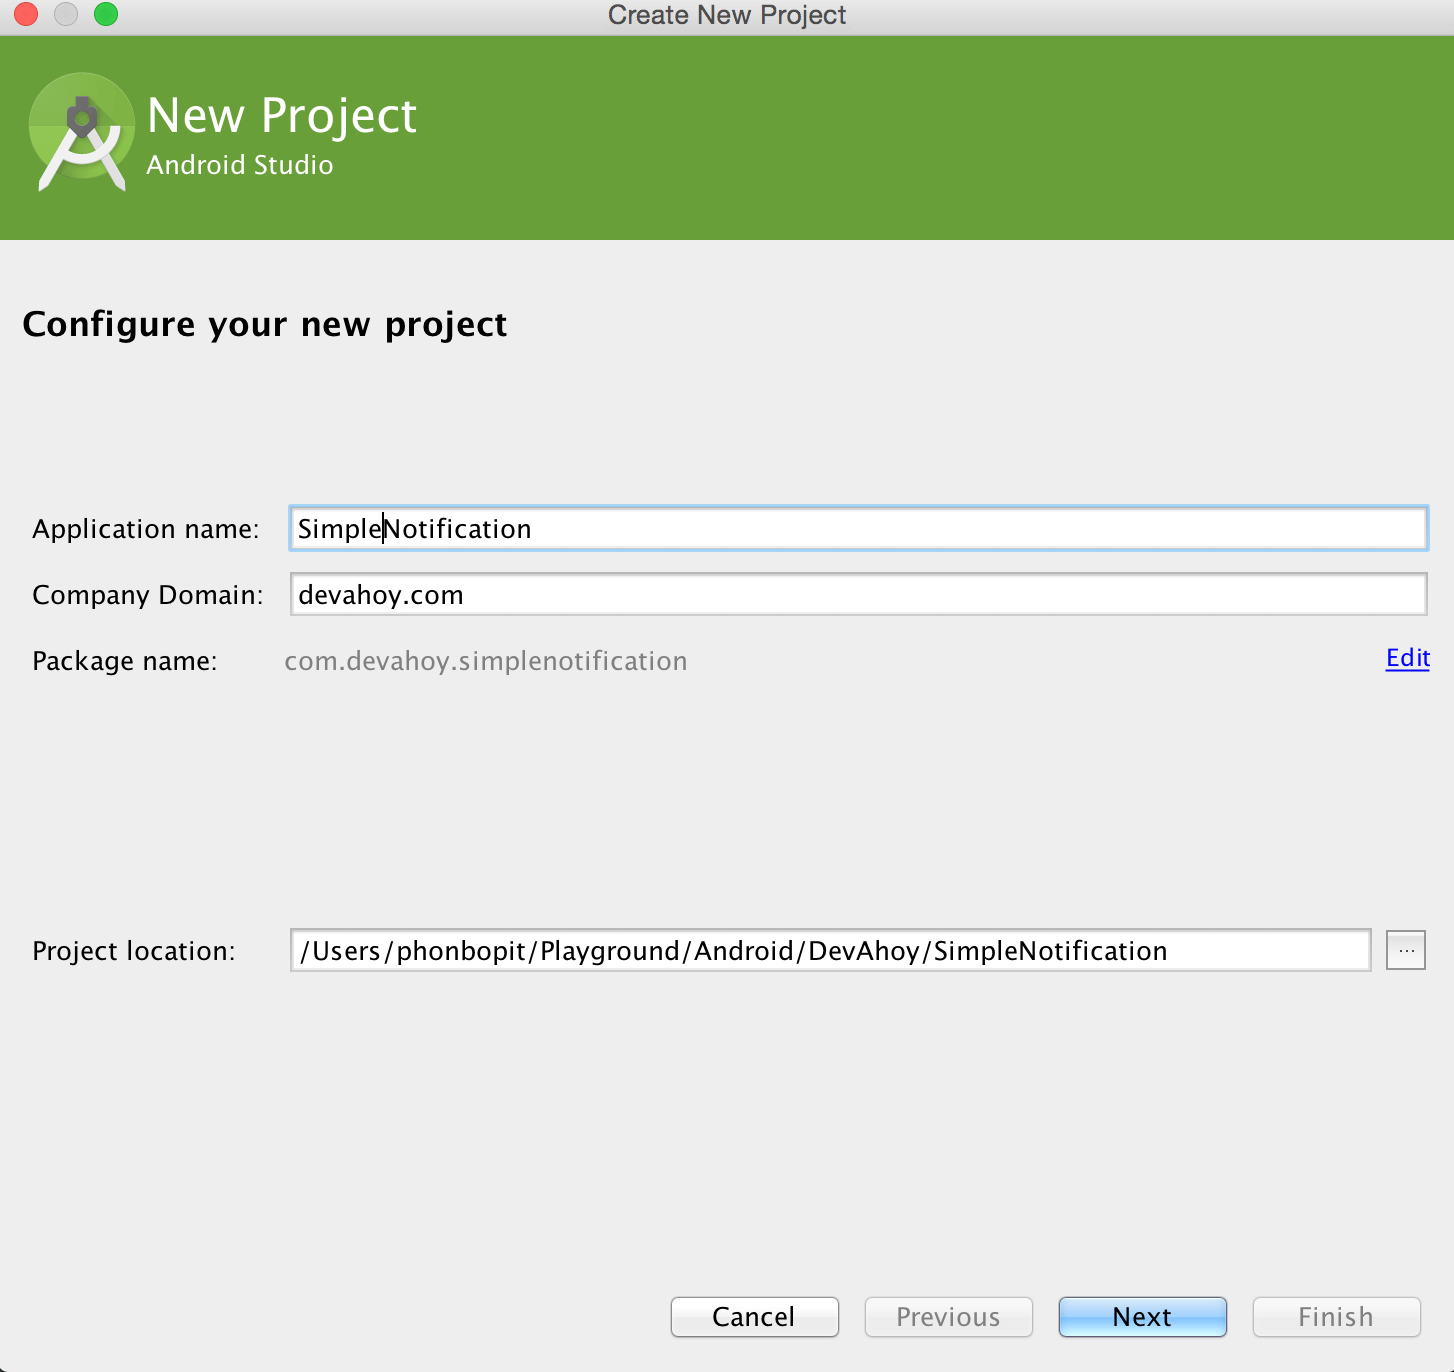 Create New Project
New Project
Android Studio
Configure your new project
Application name: SimpleNotification
Company Domain: devahoy.com
Package name: com.devahoy.simplenotification Edit
Project location: /Users/phonbopit/Playground/Android/DevAhoy/SimpleNotification ...
Cancel Previous Next Finish